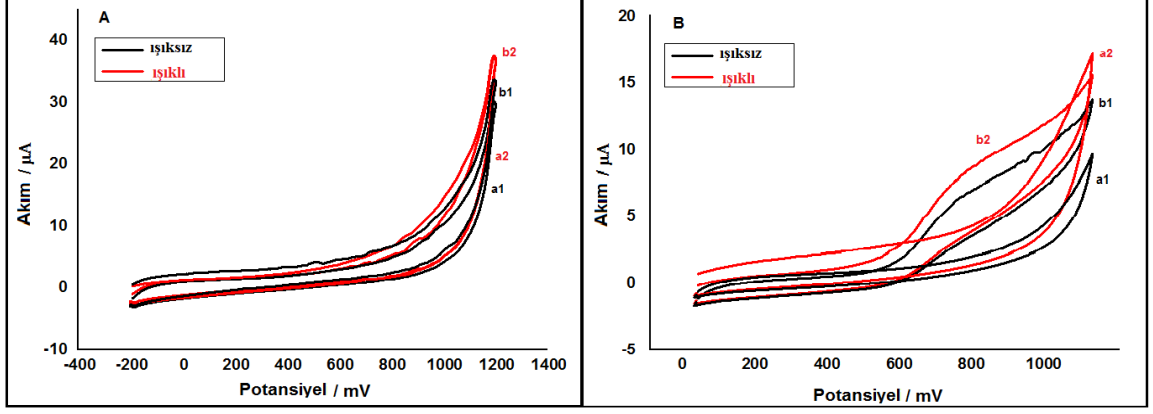 A
ışıksız
ışıklı
b2
b1
a2
a1
40
30
20
10
0
-10
-400
-200
0
200
400
600
800
1000
1200
1400
Akım / µA
Potansiyel / mV
B
ışıksız
ışıklı
a2
b1
b2
a1
20
15
10
5
0
-5
0
200
400
600
800
1000
Akım / µA
Potansiyel / mV